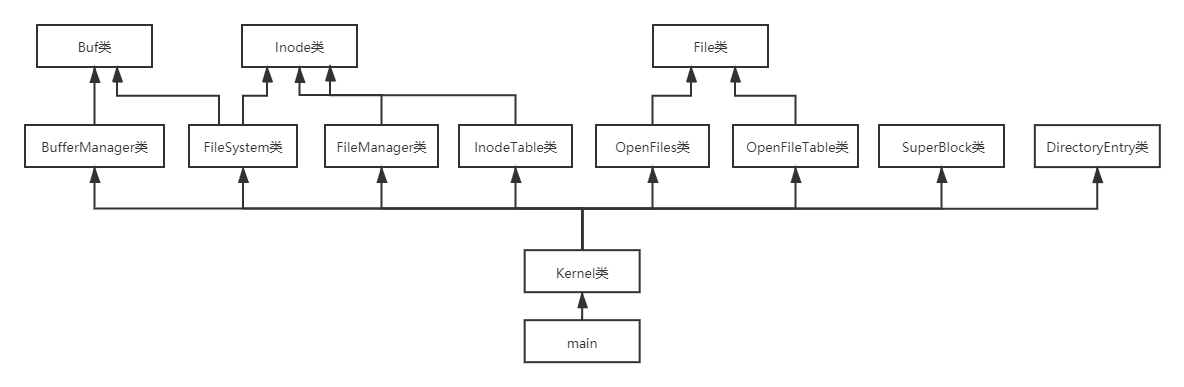 Buf类
Inode类
File类
BufferManager类
FileSystem类
FileManager类
InodeTable类
OpenFiles类
OpenFileTable类
SuperBlock类
DirectoryEntry类
Kernel类
main